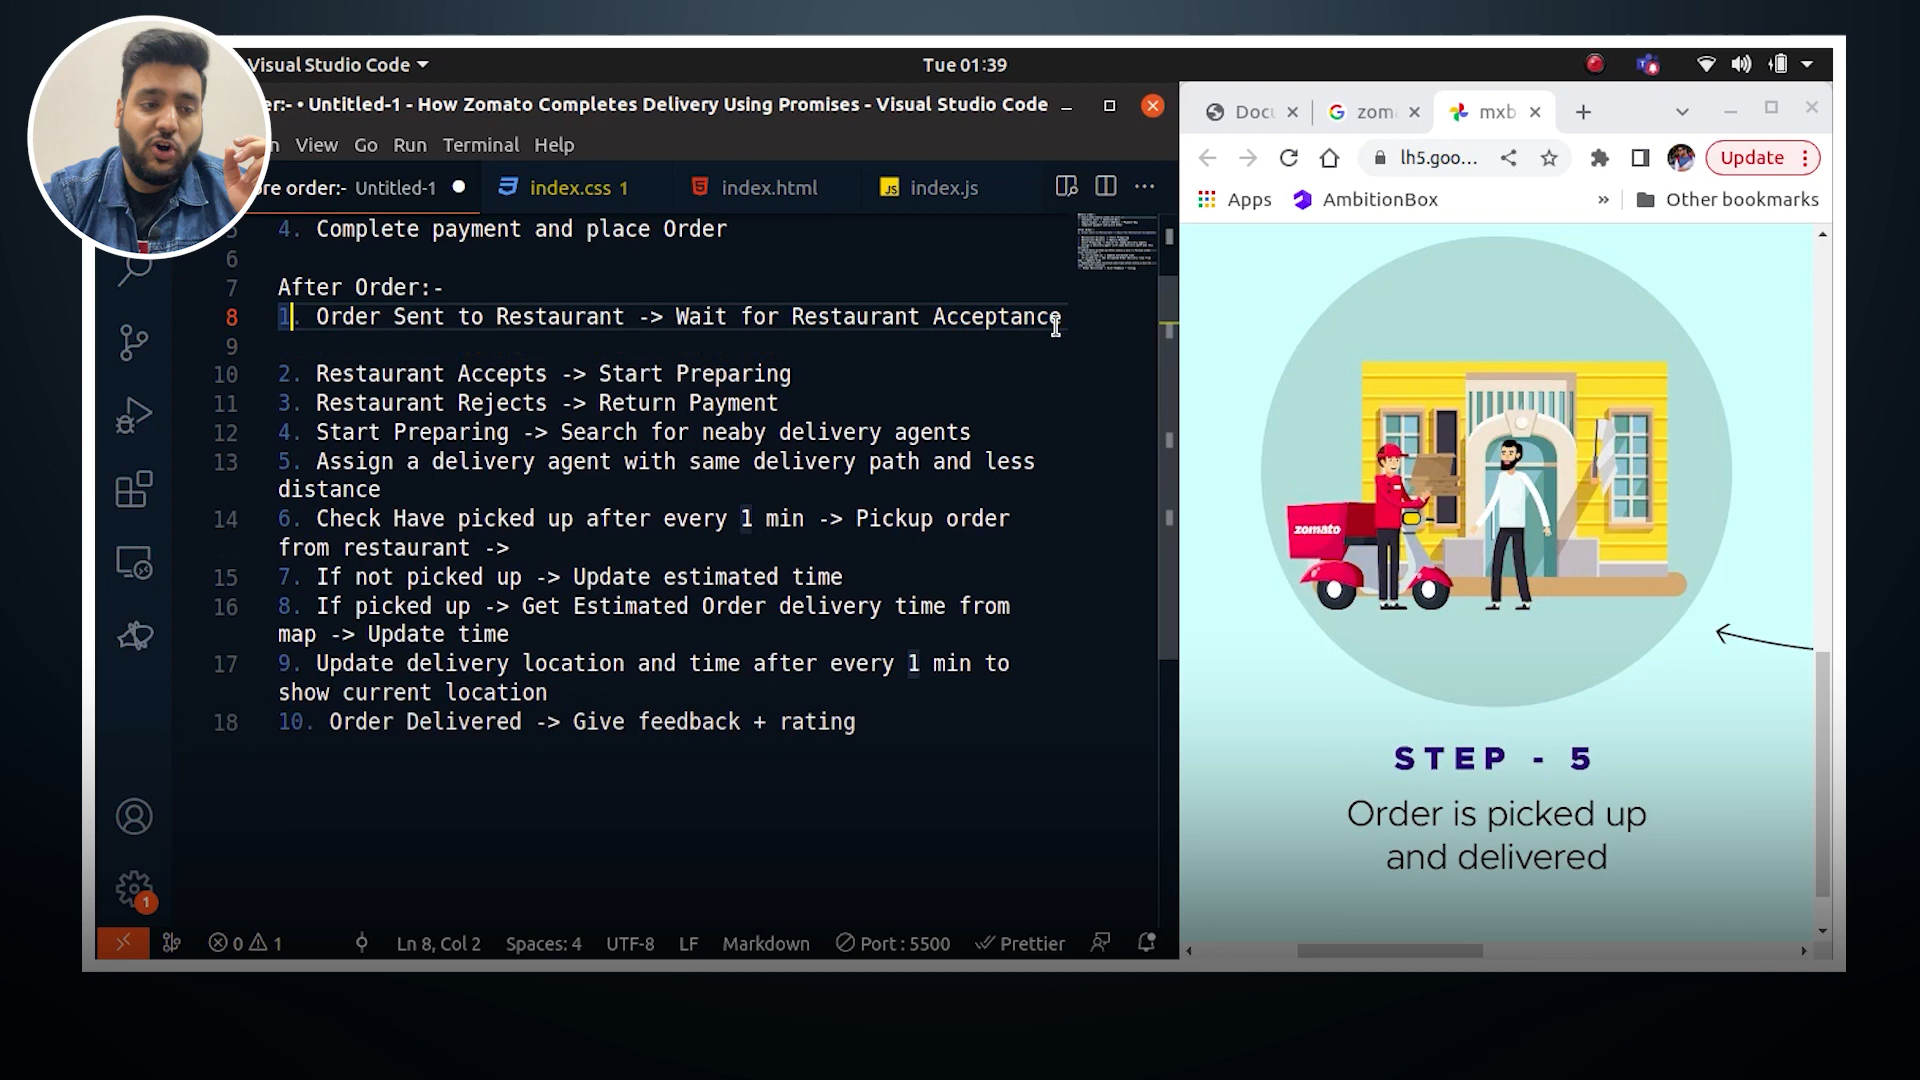 Visual Studio Code
Tue 01:39
er:- • Untitled-1 - How Zomato Completes Delivery Using Promises - Visual Studio Code
View Go Run Terminal Help
ore order:- Untitled-1
index.css 1
index.html
JS index.js
4. Complete payment and place Order
6
7 After Order:-
8 1. Order Sent to Restaurant -> Wait for Restaurant Acceptance
9
10 2. Restaurant Accepts -> Start Preparing
11 3. Restaurant Rejects -> Return Payment
12 4. Start Preparing -> Search for neaby delivery agents
13 5. Assign a delivery agent with same delivery path and less
distance
14 6. Check Have picked up after every 1 min -> Pickup order
from restaurant ->
15 7. If not picked up -> Update estimated time
16 8. If picked up -> Get Estimated Order delivery time from
map -> Update time
17 9. Update delivery location and time after every 1 min to
show current location
18 10. Order Delivered -> Give feedback + rating
1
0 1 Ln 8, Col 2 Spaces: 4 UTF-8 LF Markdown Port : 5500 Prettier
Docu
zom
mxb
lh5.goo...
Update
Apps AmbitionBox » Other bookmarks
zomato
STEP - 5
Order is picked up
and delivered